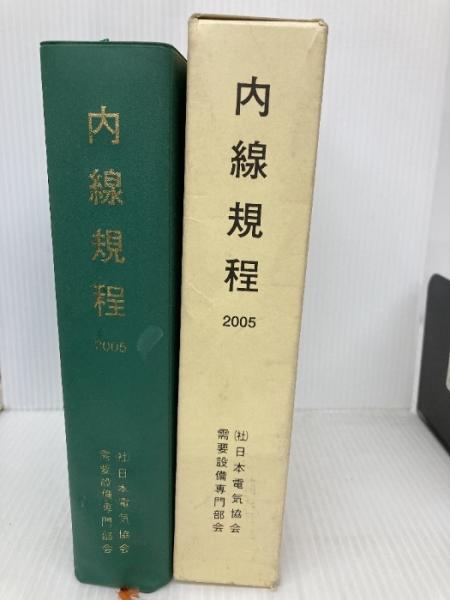 内線規程
2005
社日本電気協会
需要設備専門部会
内線規程
2005
(社)日本電気協会
需要設備専門部会